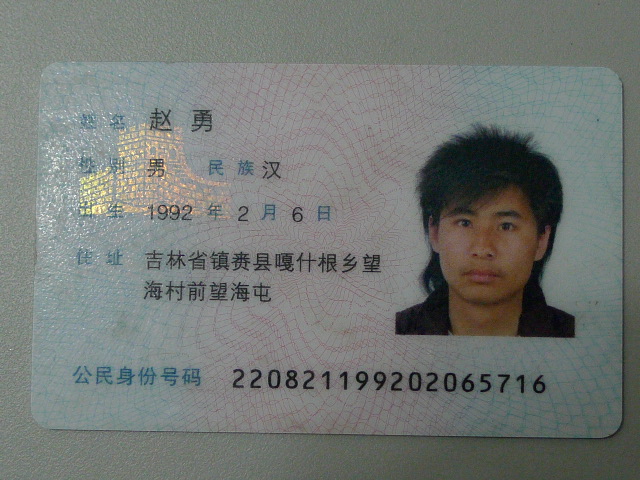 姓名 赵勇
性别 男 民族 汉
出生 1992 年 2 月 6 日
住址 吉林省镇赉县嘎什根乡望
海村前望海屯
公民身份号码 220821199202065716